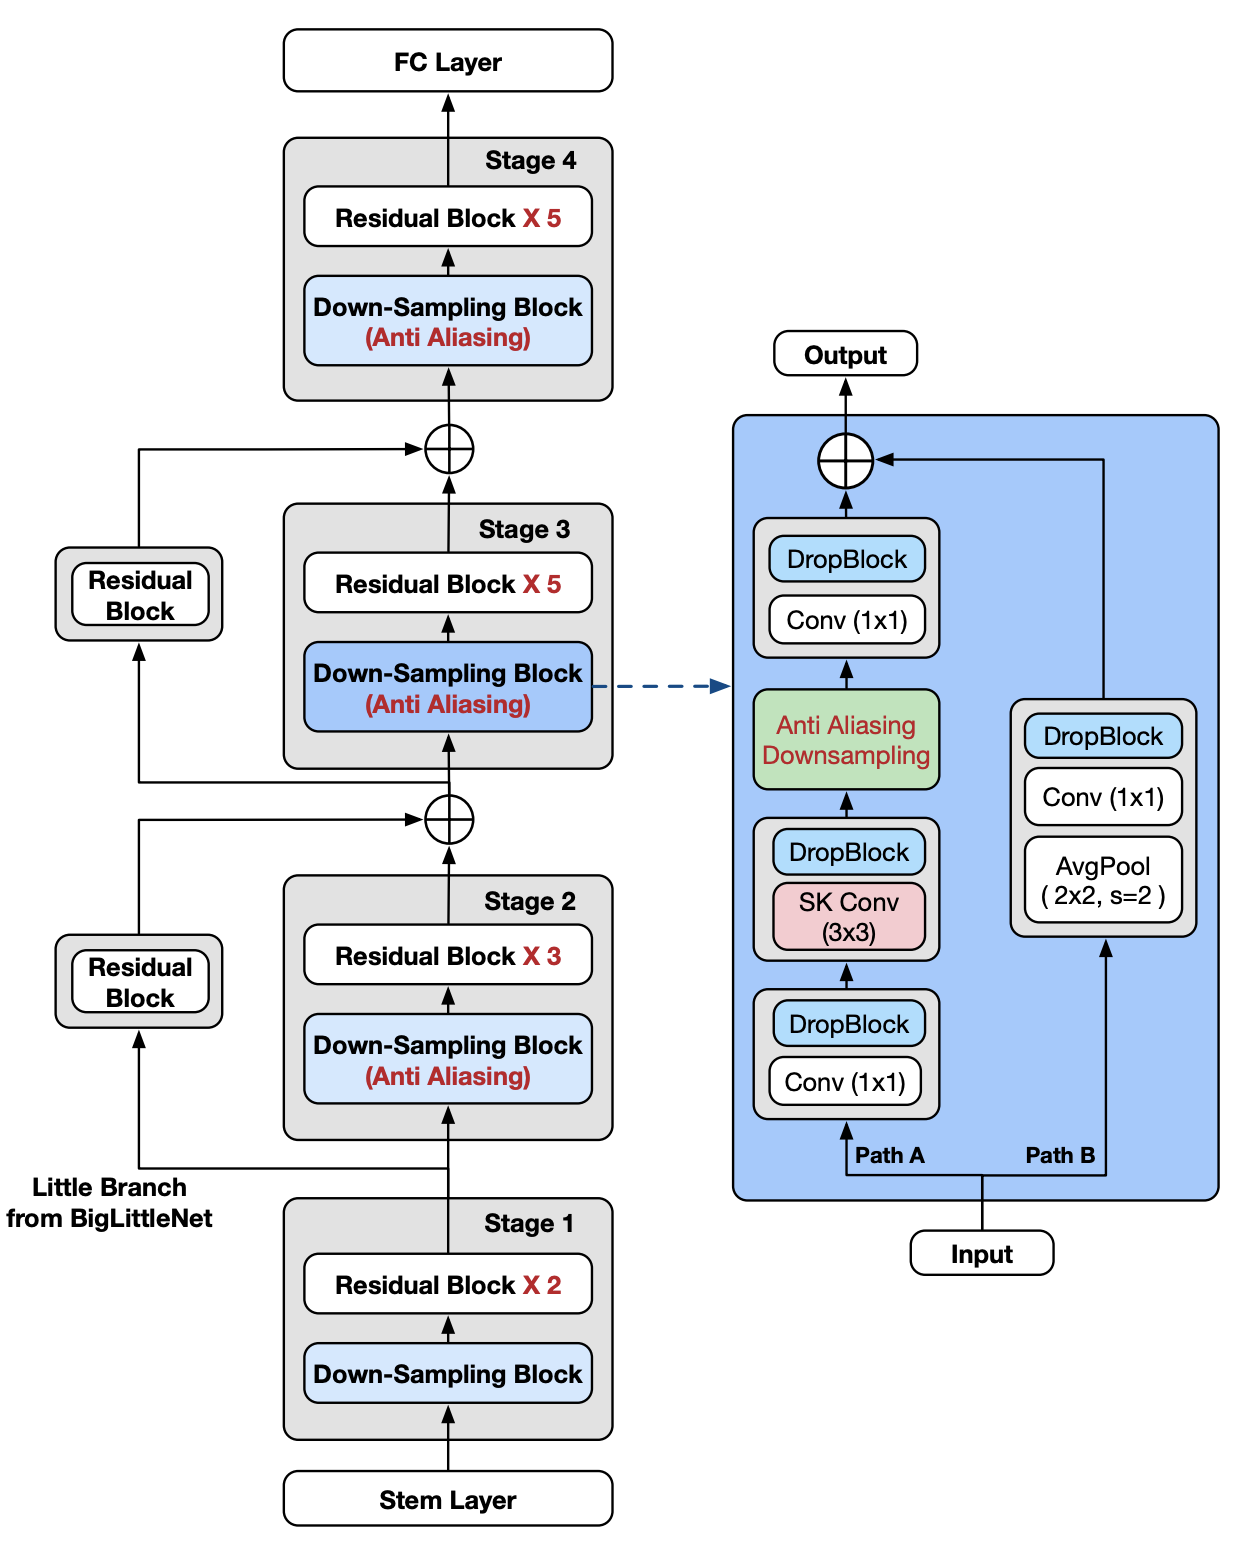 FC Layer
Stage 4
Residual Block X 5
Down-Sampling Block
(Anti Aliasing)
Stage 3
Residual Block X 5
Down-Sampling Block
(Anti Aliasing)
Residual
Block
Stage 2
Residual Block X 3
Down-Sampling Block
(Anti Aliasing)
Residual
Block
Little Branch
from BigLittleNet
Stage 1
Residual Block X 2
Down-Sampling Block
Stem Layer
Output
DropBlock
Conv (1x1)
Anti Aliasing
Downsampling
DropBlock
SK Conv
(3x3)
DropBlock
Conv (1x1)
Path A
DropBlock
Conv (1x1)
AvgPool
( 2x2, s=2 )
Path B
Input